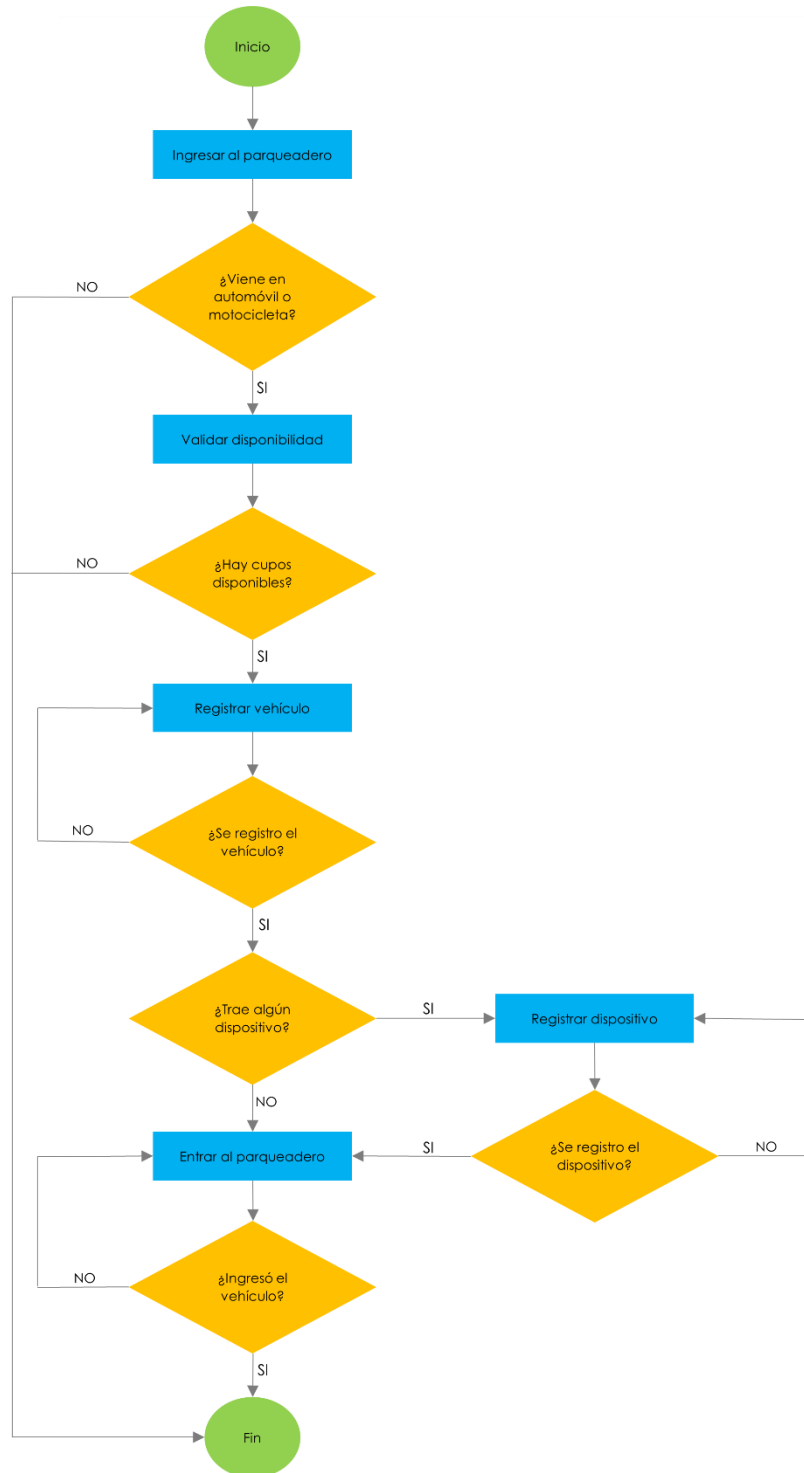 Inicio
Ingresar al parqueadero
¿Viene en
automóvil o
motocicleta?
NO
SI
Validar disponibilidad
¿Hay cupos
disponibles?
NO
SI
Registrar vehículo
¿Se registro el
vehículo?
NO
SI
¿Trae algún
dispositivo?
SI
Registrar dispositivo
NO
Entrar al parqueadero
SI
¿Se registro el
dispositivo?
NO
¿Ingresó el
vehículo?
NO
SI
Fin